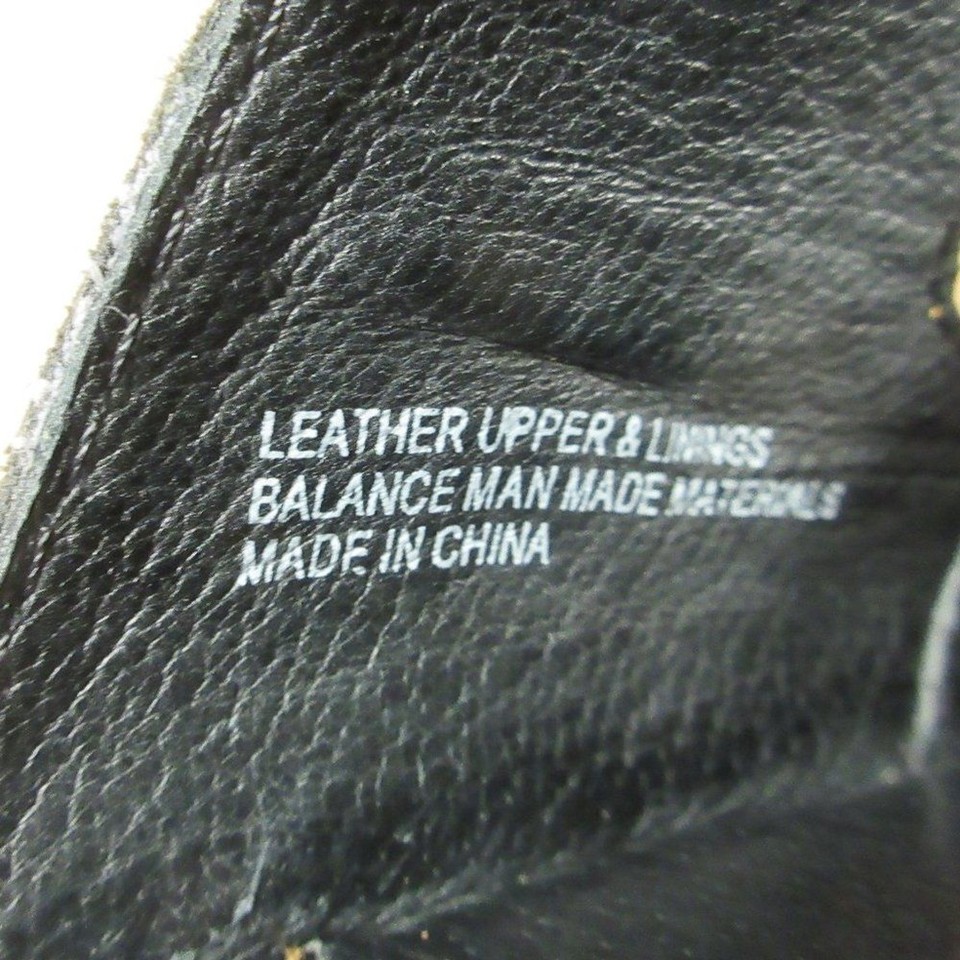 LEATHER UPPER & LININGS
BALANCE MAN MADE MATERIALS
MADE IN CHINA